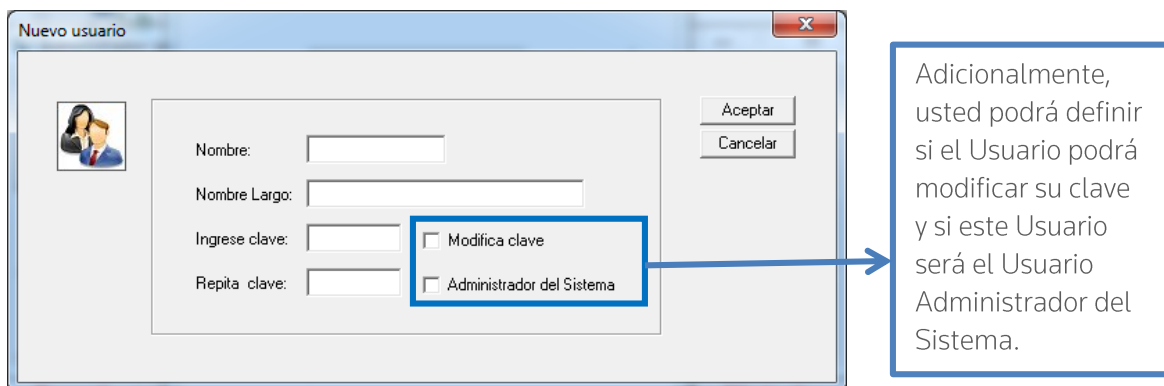 Nuevo usuario
Nombre:
Nombre Largo:
Ingrese clave:
Modifica clave
Repita clave:
Administrador del Sistema
Aceptar
Cancelar
Adicionalmente,
usted podrá definir
si el Usuario podrá
modificar su clave
y si este Usuario
será el Usuario
Administrador del
Sistema.